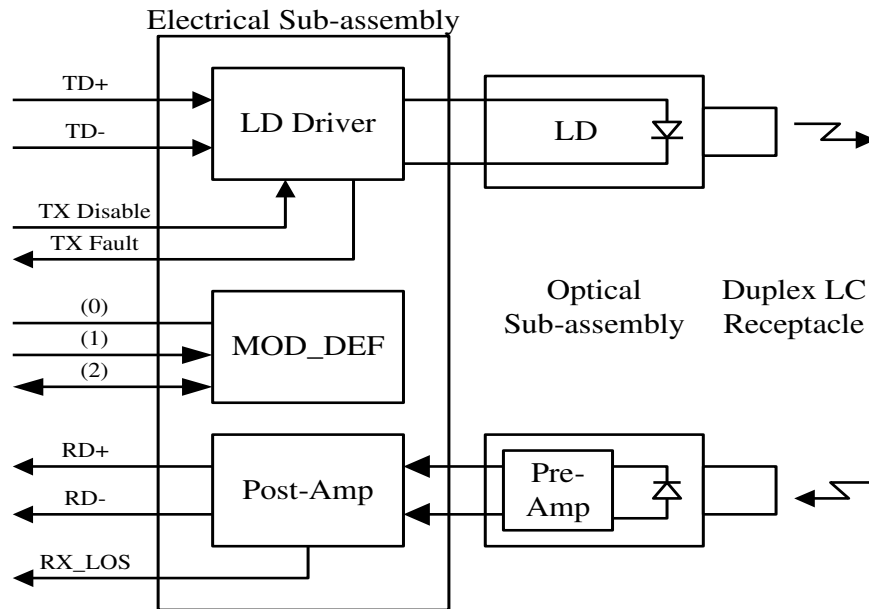 Electrical Sub-assembly
TD+
TD-
LD Driver
LD
TX Disable
TX Fault
(0)
(1)
(2)
MOD_DEF
Optical
Sub-assembly
Duplex LC
Receptacle
RD+
RD-
RX_LOS
Post-Amp
Pre-
Amp